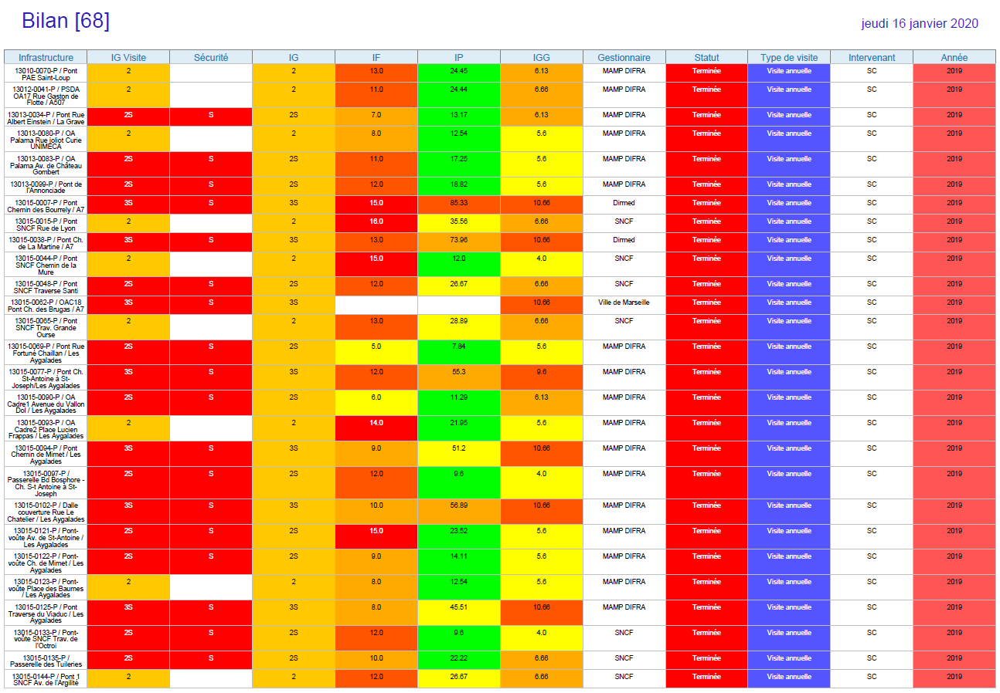 Bilan [68]
jeudi 16 janvier 2020
Infrastructure IG Visite Sécurité IG IF IP IGG Gestionnaire Statut Type de visite Intervenant Année
13010-0070-P / Pont 2 2 13.0 24.45 6.13 MAMP DIFRA Terminée Visite annuelle SC 2019
PAE Saint-Loup
13012-0041-P / PSDA 2 2 11.0 24.44 6.66 MAMP DIFRA Terminée Visite annuelle SC 2019
OA17 Rue Gaston de
Flotte / A507
13013-0034-P / Pont Rue 2S S 2S 7.0 13.17 6.13 MAMP DIFRA Terminée Visite annuelle SC 2019
Albert Einstein / La Grave
13013-0080-P / OA 2 2 8.0 12.54 5.6 MAMP DIFRA Terminée Visite annuelle SC 2019
Palama Rue joliot Curie
UNIMECA
13013-0083-P / OA 2S S 2S 11.0 17.25 5.6 MAMP DIFRA Terminée Visite annuelle SC 2019
Palama Av. de Château
Gombert
13013-0099-P / Pont de 2S S 2S 12.0 18.82 5.6 MAMP DIFRA Terminée Visite annuelle SC 2019
l'Annonciade
13015-0007-P / Pont 3S S 3S 15.0 85.33 10.66 Dirmed Terminée Visite annuelle SC 2019
Chemin des Bourrely / A7
13015-0015-P / Pont 2 2 16.0 35.56 6.66 SNCF Terminée Visite annuelle SC 2019
SNCF Rue de Lyon
13015-0038-P / Pont Ch. 3S S 3S 13.0 73.96 10.66 Dirmed Terminée Visite annuelle SC 2019
de La Martine / A7
13015-0044-P / Pont 2 2 15.0 12.0 4.0 SNCF Terminée Visite annuelle SC 2019
SNCF Chemin de la
Mure
13015-0048-P / Pont 2S S 2S 12.0 26.67 6.66 SNCF Terminée Visite annuelle SC 2019
SNCF Traverse Santi
13015-0062-P / OAC18 3S S 3S 10.66 Ville de Marseille Terminée Visite annuelle SC 2019
Pont Ch. des Brugas / A7
13015-0065-P / Pont 2 2 13.0 28.89 6.66 SNCF Terminée Visite annuelle SC 2019
SNCF Trav. Grande
Ourse
13015-0069-P / Pont Rue 2S S 2S 5.0 7.84 5.6 MAMP DIFRA Terminée Visite annuelle SC 2019
Fortuné Chaillan / Les
Aygalades
13015-0077-P / Pont Ch. 3S S 3S 12.0 55.3 9.6 MAMP DIFRA Terminée Visite annuelle SC 2019
St-Antoine à St-
Joseph/Les Aygalades
13015-0090-P / OA 2S S 2S 6.0 11.29 6.13 MAMP DIFRA Terminée Visite annuelle SC 2019
Cadre1 Avenue du Vallon
Dol / Les Aygalades
13015-0093-P / OA 2 2 14.0 21.95 5.6 MAMP DIFRA Terminée Visite annuelle SC 2019
Cadre2 Place Lucien
Frappas / Les Aygalades
13015-0094-P / Pont 3S S 3S 9.0 51.2 10.66 MAMP DIFRA Terminée Visite annuelle SC 2019
Chemin de Mimet / Les
Aygalades
13015-0097-P / 2S S 2S 12.0 9.6 4.0 MAMP DIFRA Terminée Visite annuelle SC 2019
Passerelle Bd Bosphore -
Ch. S-t Antoine à St-
Joseph
13015-0102-P / Dalle 3S S 3S 10.0 56.89 10.66 MAMP DIFRA Terminée Visite annuelle SC 2019
couverture Rue Le
Chatelier / Les Aygalades
13015-0121-P / Pont- 2S S 2S 15.0 23.52 5.6 MAMP DIFRA Terminée Visite annuelle SC 2019
voûte Av. de St-Antoine /
Les Aygalades
13015-0122-P / Pont- 2S S 2S 9.0 14.11 5.6 MAMP DIFRA Terminée Visite annuelle SC 2019
voûte Ch. de Mimet / Les
Aygalades
13015-0123-P / Pont- 2 2 8.0 12.54 5.6 MAMP DIFRA Terminée Visite annuelle SC 2019
voûte Place des Baumes
/ Les Aygalades
13015-0125-P / Pont 3S S 3S 8.0 45.51 10.66 MAMP DIFRA Terminée Visite annuelle SC 2019
Traverse du Viaduc / Les
Aygalades
13015-0133-P / Pont- 2S S 2S 12.0 9.6 4.0 SNCF Terminée Visite annuelle SC 2019
voûte SNCF Trav. de
l'Octroi
13015-0135-P / 2S S 2S 10.0 22.22 6.66 SNCF Terminée Visite annuelle SC 2019
Passerelle des Tuileries
13015-0144-P / Pont 1 2 2 12.0 26.67 6.66 SNCF Terminée Visite annuelle SC 2019
SNCF Av. de l'Argilité